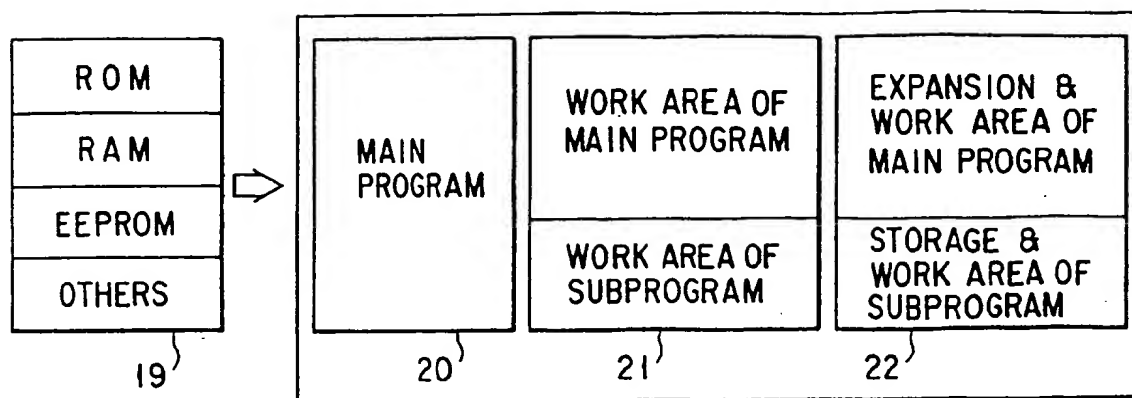 ROM
RAM
EEPROM
OTHERS
19
MAIN
PROGRAM
20
WORK AREA OF
MAIN PROGRAM
WORK AREA OF
SUBPROGRAM
21
EXPANSION &
WORK AREA OF
MAIN PROGRAM
STORAGE &
WORK AREA OF
SUBPROGRAM
22